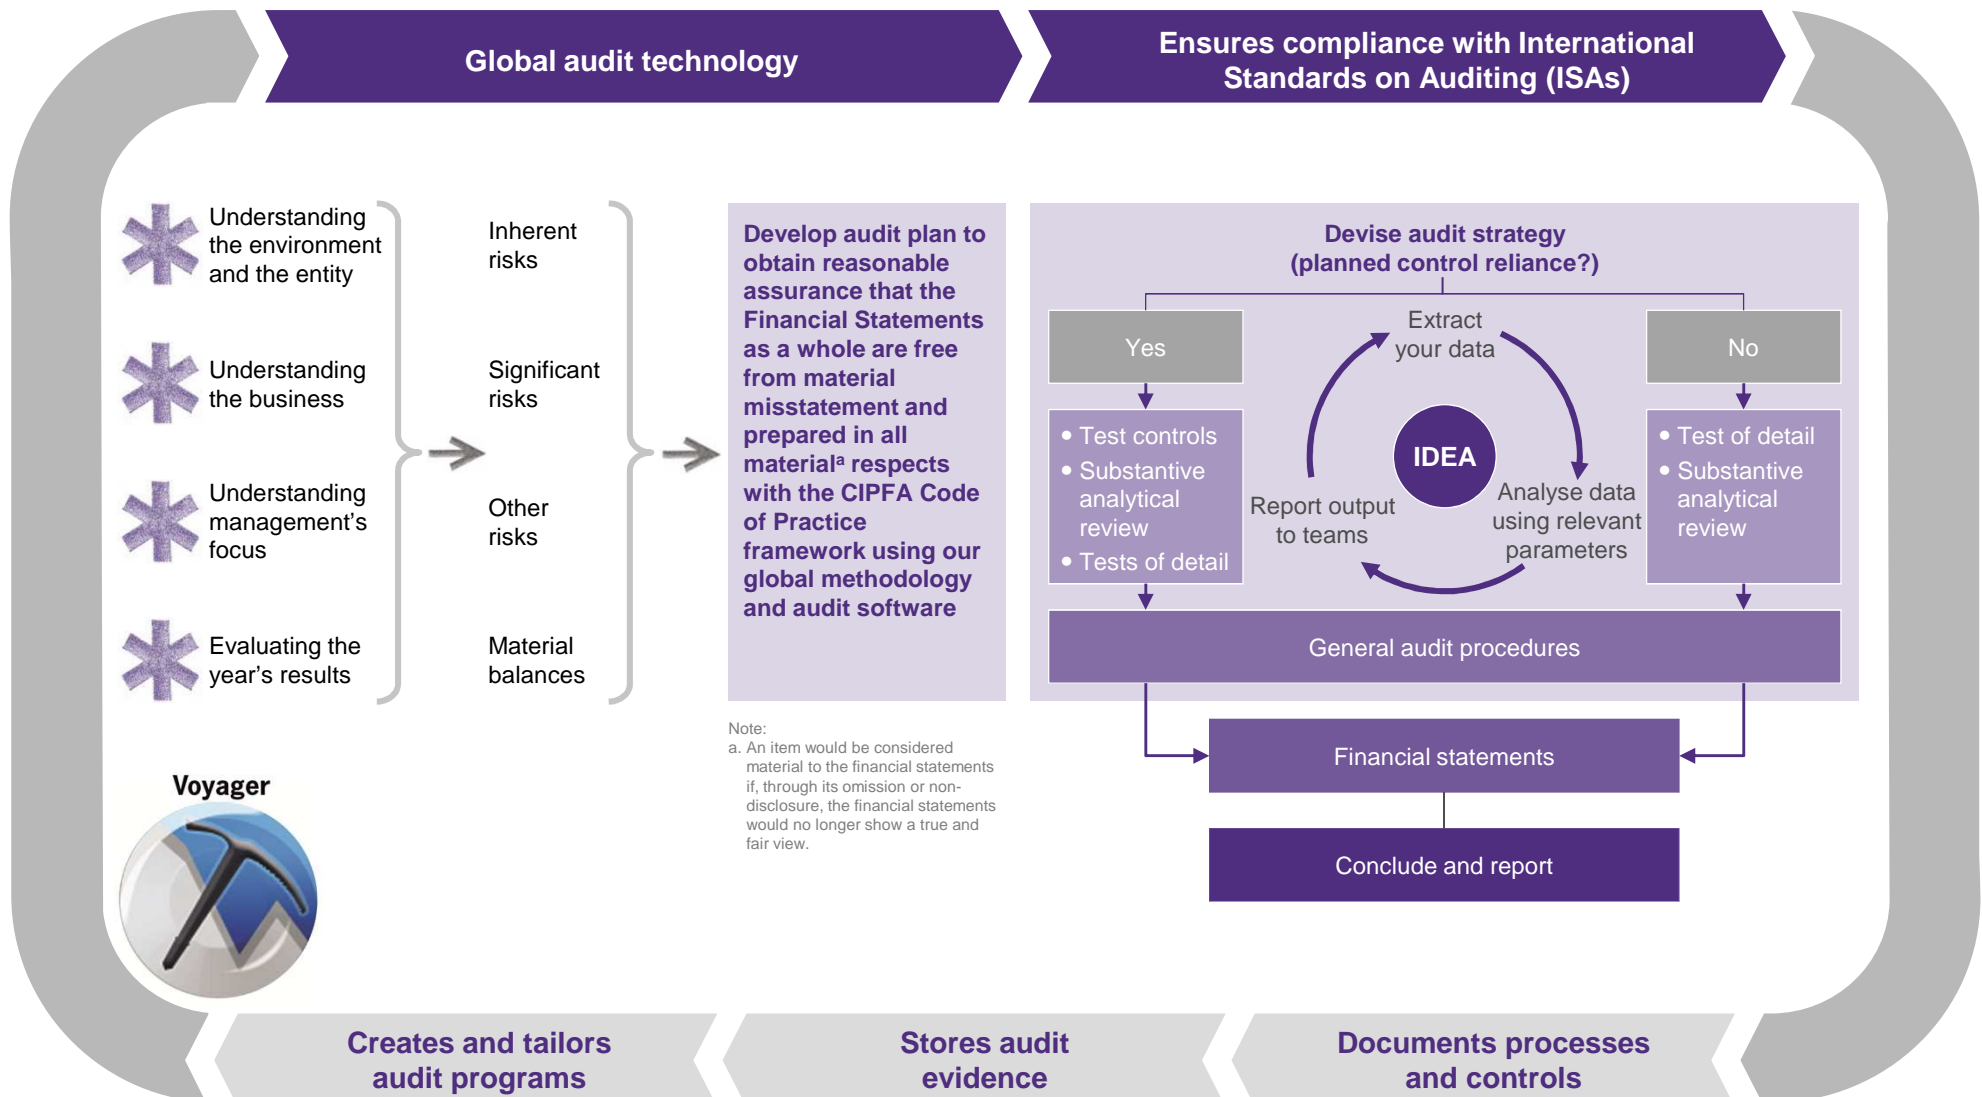 Global audit technology
Ensures compliance with International
Standards on Auditing (ISAs)
Understanding
the environment
and the entity
Understanding
the business
Understanding
management’s
focus
Evaluating the
year’s results
Inherent
risks
Significant
risks
Other
risks
Material
balances
Develop audit plan to
obtain reasonable
assurance that the
Financial Statements
as a whole are free
from material
misstatement and
prepared in all
materialᵃ respects
with the CIPFA Code
of Practice
framework using our
global methodology
and audit software
Note:
a. An item would be considered
material to the financial statements
if, through its omission or non-
disclosure, the financial statements
would no longer show a true and
fair view.
Devise audit strategy
(planned control reliance?)
Yes
• Test controls
• Substantive
analytical
review
• Tests of detail
Extract
your data
IDEA
Analyse data
using relevant
parameters
Report output
to teams
No
• Test of detail
• Substantive
analytical
review
General audit procedures
Financial statements
Conclude and report
Voyager
Creates and tailors
audit programs
Stores audit
evidence
Documents processes
and controls